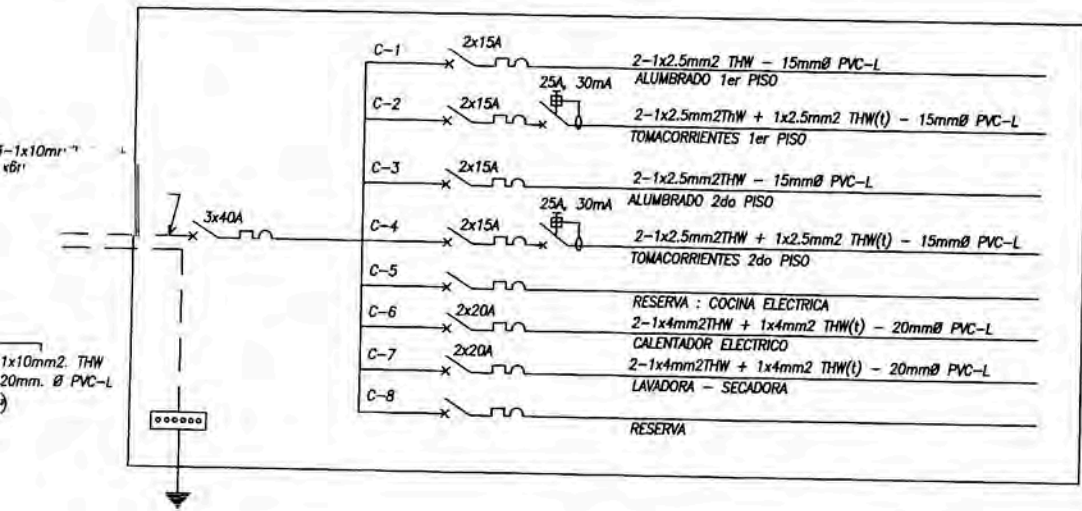 C-1
2x15A
2-1x2.5mm2 THW - 15mmØ PVC-L
ALUMBRADO 1er PISO
25A, 30mA
C-2
2x15A
2-1x2.5mm2ThW + 1x2.5mm2 THW(t) - 15mmØ PVC-L
TOMACORRIENTES 1er PISO
C-3
2x15A
2-1x2.5mm2THW - 15mmØ PVC-L
ALUMBRADO 2do PISO
25A, 30mA
3x40A
C-4
2x15A
2-1x2.5mm2THW + 1x2.5mm2 THW(t) - 15mmØ PVC-L
TOMACORRIENTES 2do PISO
C-5
RESERVA : COCINA ELECTRICA
C-6
2x20A
2-1x4mm2THW + 1x4mm2 THW(t) - 20mmØ PVC-L
CALENTADOR ELECTRICO
C-7
2x20A
2-1x4mm2THW + 1x4mm2 THW(t) - 20mmØ PVC-L
LAVADORA - SECADORA
C-8
RESERVA
1x10mm2. THW
20mm. Ø PVC-L